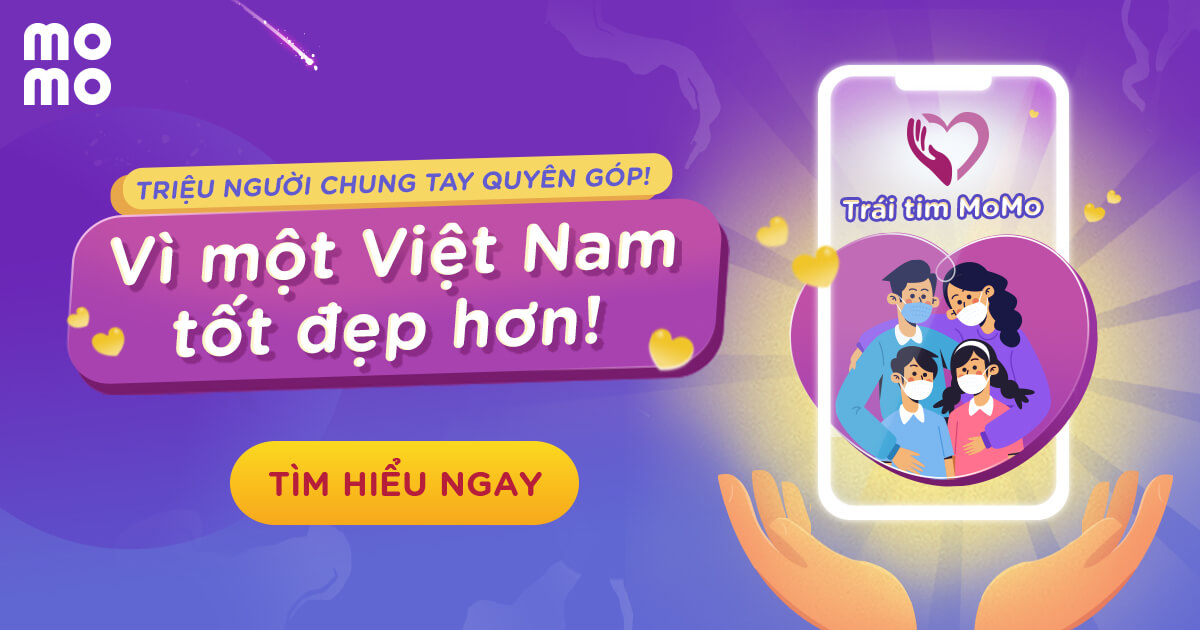 mo
mo
TRIỆU NGƯỜI CHUNG TAY QUYÊN GÓP!
Vì một Việt Nam
tốt đẹp hơn!
TÌM HIỂU NGAY
Trái tim MoMo